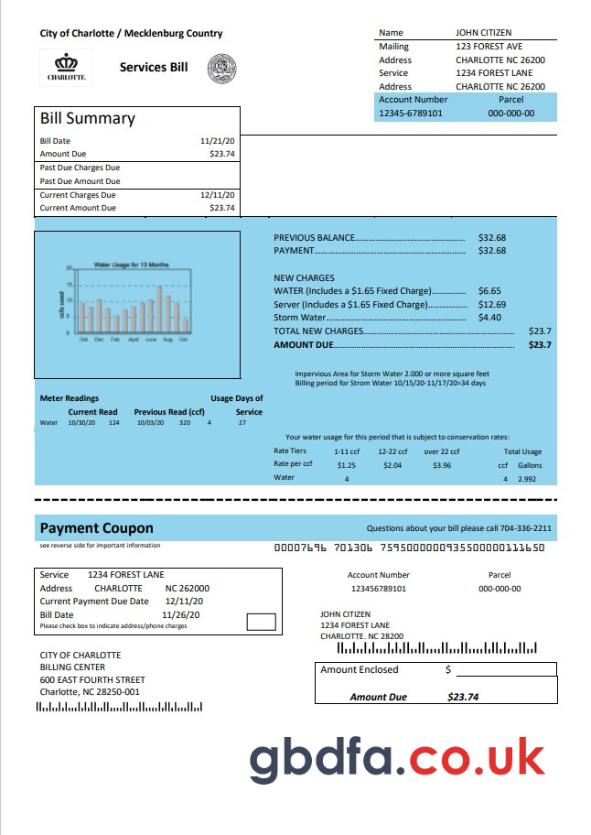 City of Charlotte / Mecklenburg Country
CHARLOTTE.
Services Bill
Name JOHN CITIZEN
Mailing 123 FOREST AVE
Address CHARLOTTE NC 26200
Service 1234 FOREST LANE
Address CHARLOTTE NC 26200
Account Number Parcel
12345-6789101 000-000-00
Bill Summary
Bill Date 11/21/20
Amount Due $23.74
Past Due Charges Due
Past Due Amount Due
Current Charges Due 12/11/20
Current Amount Due $23.74
Water Usage for 13 Months
ccfs used
20
15
10
5
0
Oct Dec Feb Apr June Aug Oct
PREVIOUS BALANCE $32.68
PAYMENT $32.68
NEW CHARGES
WATER (Includes a $1.65 Fixed Charge) $6.65
Server (Includes a $1.65 Fixed Charge) $12.69
Storm Water $4.40
TOTAL NEW CHARGES $23.7
AMOUNT DUE $23.7
Impervious Area for Storm Water 2.000 or more square feet
Billing period for Strom Water 10/15/20-11/17/20=34 days
Meter Readings Usage Days of
Current Read Previous Read (ccf) Service
Water 10/30/20 124 10/03/20 320 4 27
Your water usage for this period that is subject to conservation rates:
Rate Tiers 1-11 ccf 12-22 ccf over 22 ccf Total Usage
Rate per ccf $1.25 $2.04 $3.96 ccf Gallons
Water 4 4 2.992
Payment Coupon
Questions about your bill please call 704-336-2211
see reverse side for important information
00007696 701306 7595000000935500000111650
Service 1234 FOREST LANE
Address CHARLOTTE NC 262000
Current Payment Due Date 12/11/20
Bill Date 11/26/20
Please check box to indicate address/phone charges
Account Number Parcel
123456789101 000-000-00
JOHN CITIZEN
1234 FOREST LANE
CHARLOTTE. NC 28200
CITY OF CHARLOTTE
BILLING CENTER
600 EAST FOURTH STREET
Charlotte, NC 28250-001
Amount Enclosed $
Amount Due $23.74
gbdfa.co.uk